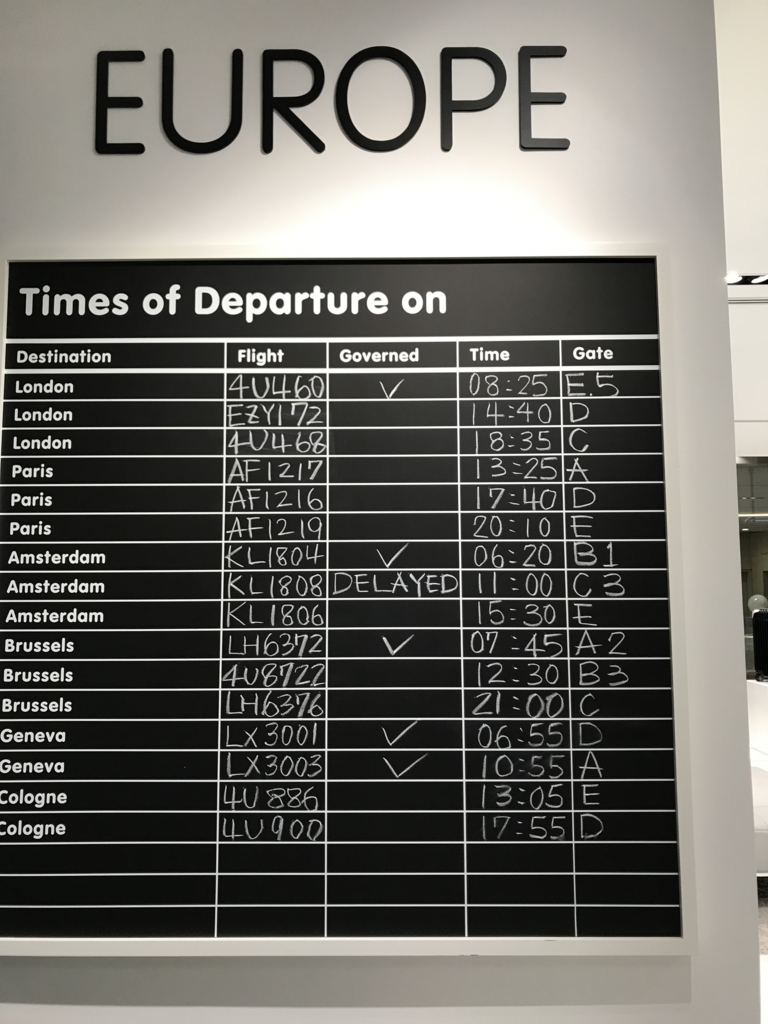 EUROPE
Times of Departure on
Destination Flight Governed Time Gate
London 4U460 ✓ 08:25 E.5
London EZY172 14:40 D
London 4U468 18:35 C
Paris AF1217 13:25 A
Paris AF1216 17:40 D
Paris AF1219 20:10 E
Amsterdam KL1804 ✓ 06:20 B1
Amsterdam KL1808 DELAYED 11:00 C3
Amsterdam KL1806 15:30 E
Brussels LH6372 ✓ 07:45 A2
Brussels 4U8722 12:30 B3
Brussels LH6376 21:00 C
Geneva LX3001 ✓ 06:55 D
Geneva LX3003 ✓ 10:55 A
Cologne 4U886 13:05 E
Cologne 4U900 17:55 D